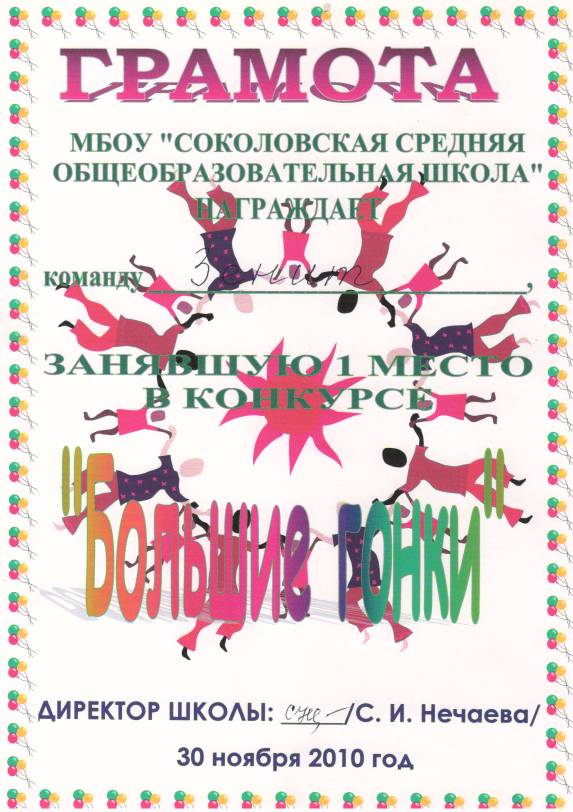 ГРАМОТА
МБОУ "СОКОЛОВСКАЯ СРЕДНЯЯ
ОБЩЕОБРАЗОВАТЕЛЬНАЯ ШКОЛА"
НАГРАЖДАЕТ
команду Зенит,
ЗАНЯВШУЮ 1 МЕСТО
В КОНКУРСЕ
"Большие гонки"
ДИРЕКТОР ШКОЛЫ: /С. И. Нечаева/
30 ноября 2010 год